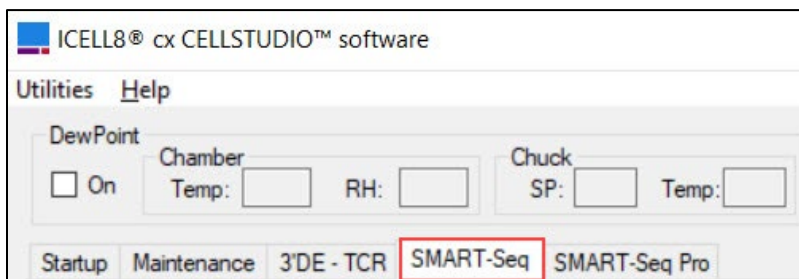 ICELL8® cx CELLSTUDIO™ software
Utilities Help
DewPoint
Chamber Chuck
On Temp: RH: SP: Temp:
Startup Maintenance 3'DE - TCR SMART-Seq SMART-Seq Pro